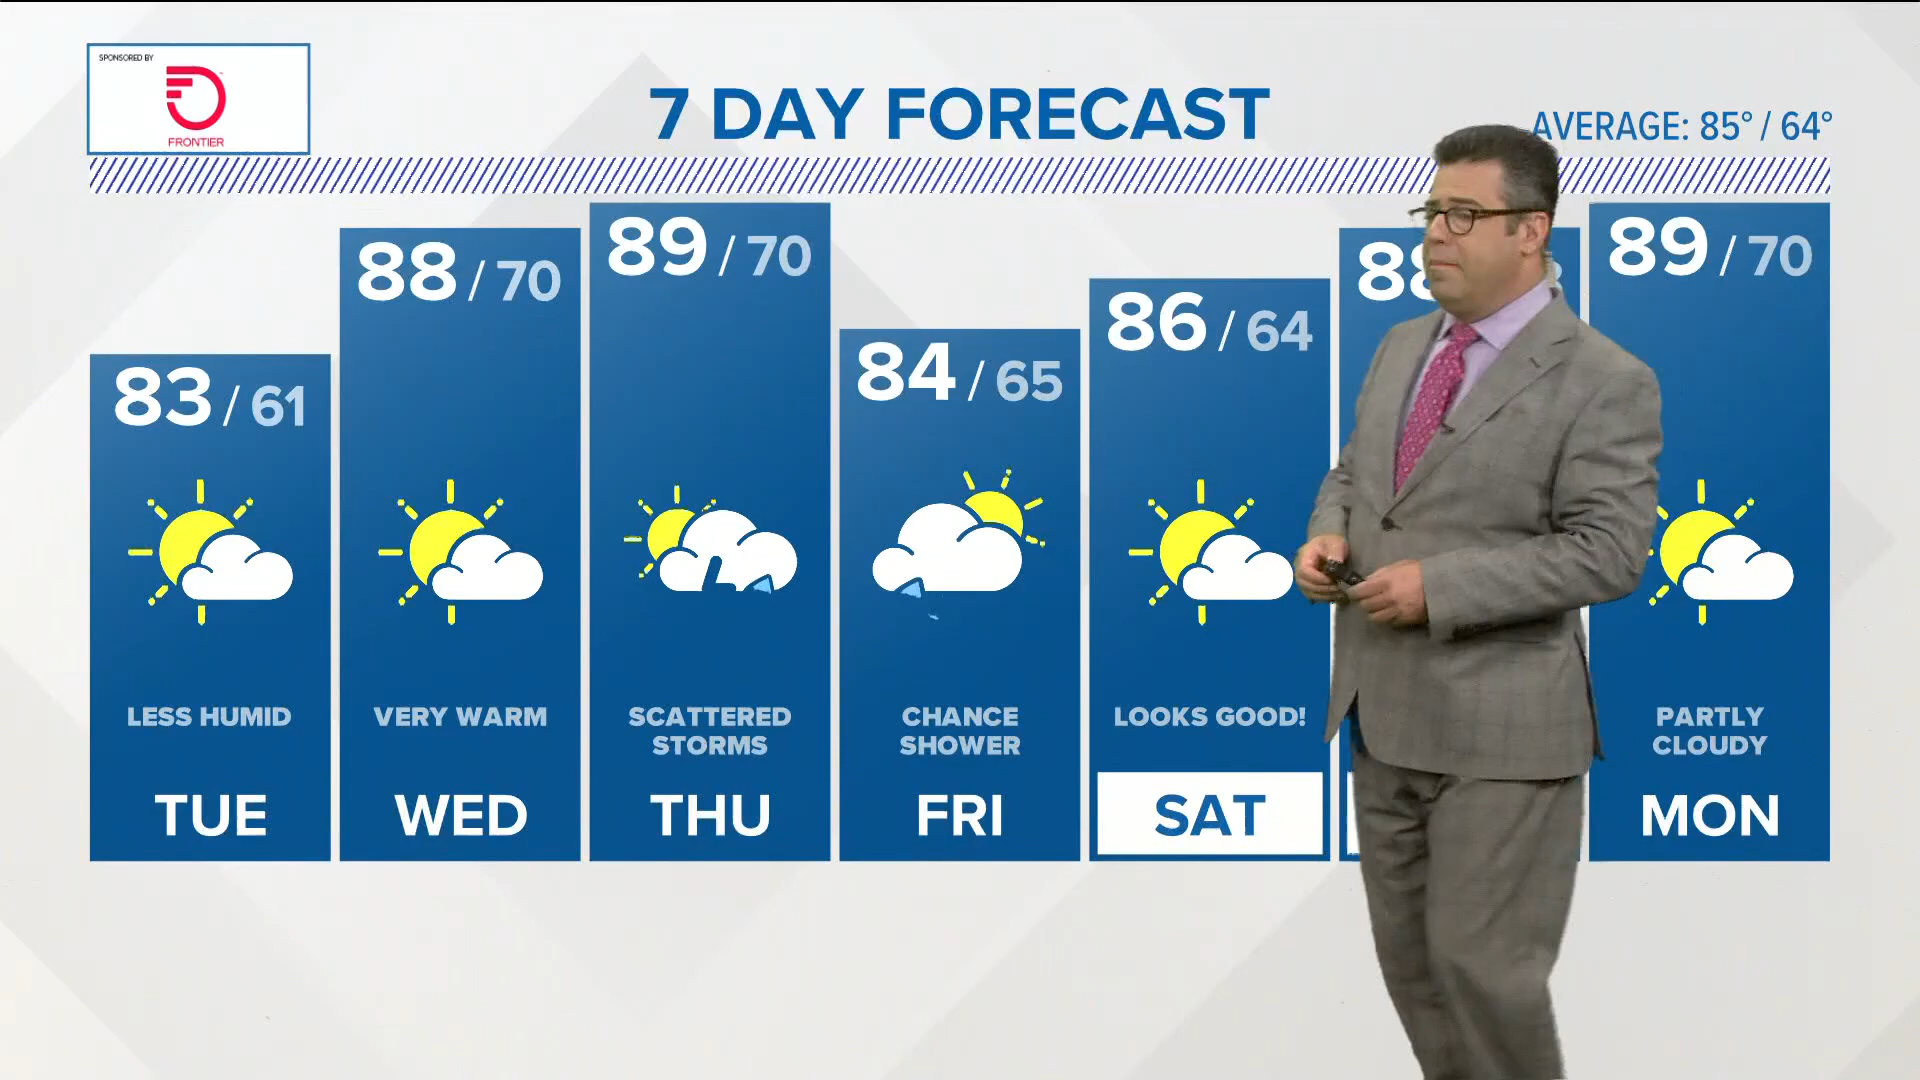 SPONSORED BY
FRONTIER
7 DAY FORECAST
AVERAGE: 85° / 64°
83 / 61
LESS HUMID
TUE
88 / 70
VERY WARM
WED
89 / 70
SCATTERED
STORMS
THU
84 / 65
CHANCE
SHOWER
FRI
86 / 64
LOOKS GOOD!
SAT
89 / 70
PARTLY
CLOUDY
MON